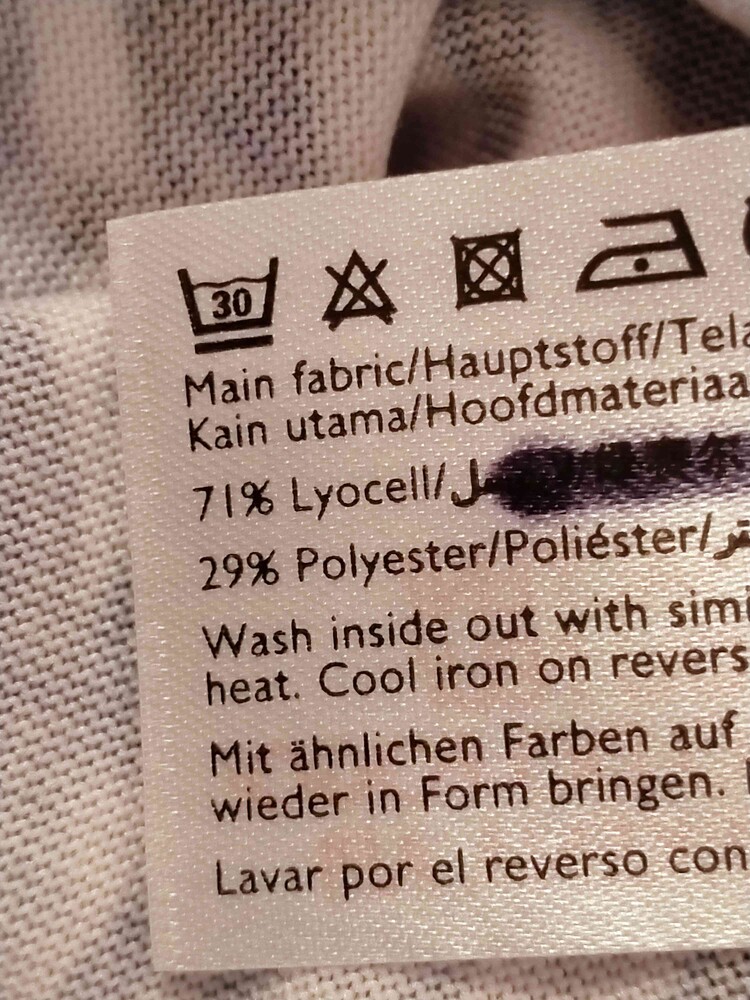 30
Main fabric/Hauptstoff/Tela
Kain utama/Hoofdmateriaa
71% Lyocell/
29% Polyester/Poliéster/
Wash inside out with simi
heat. Cool iron on revers
Mit ähnlichen Farben auf
wieder in Form bringen.
Lavar por el reverso con